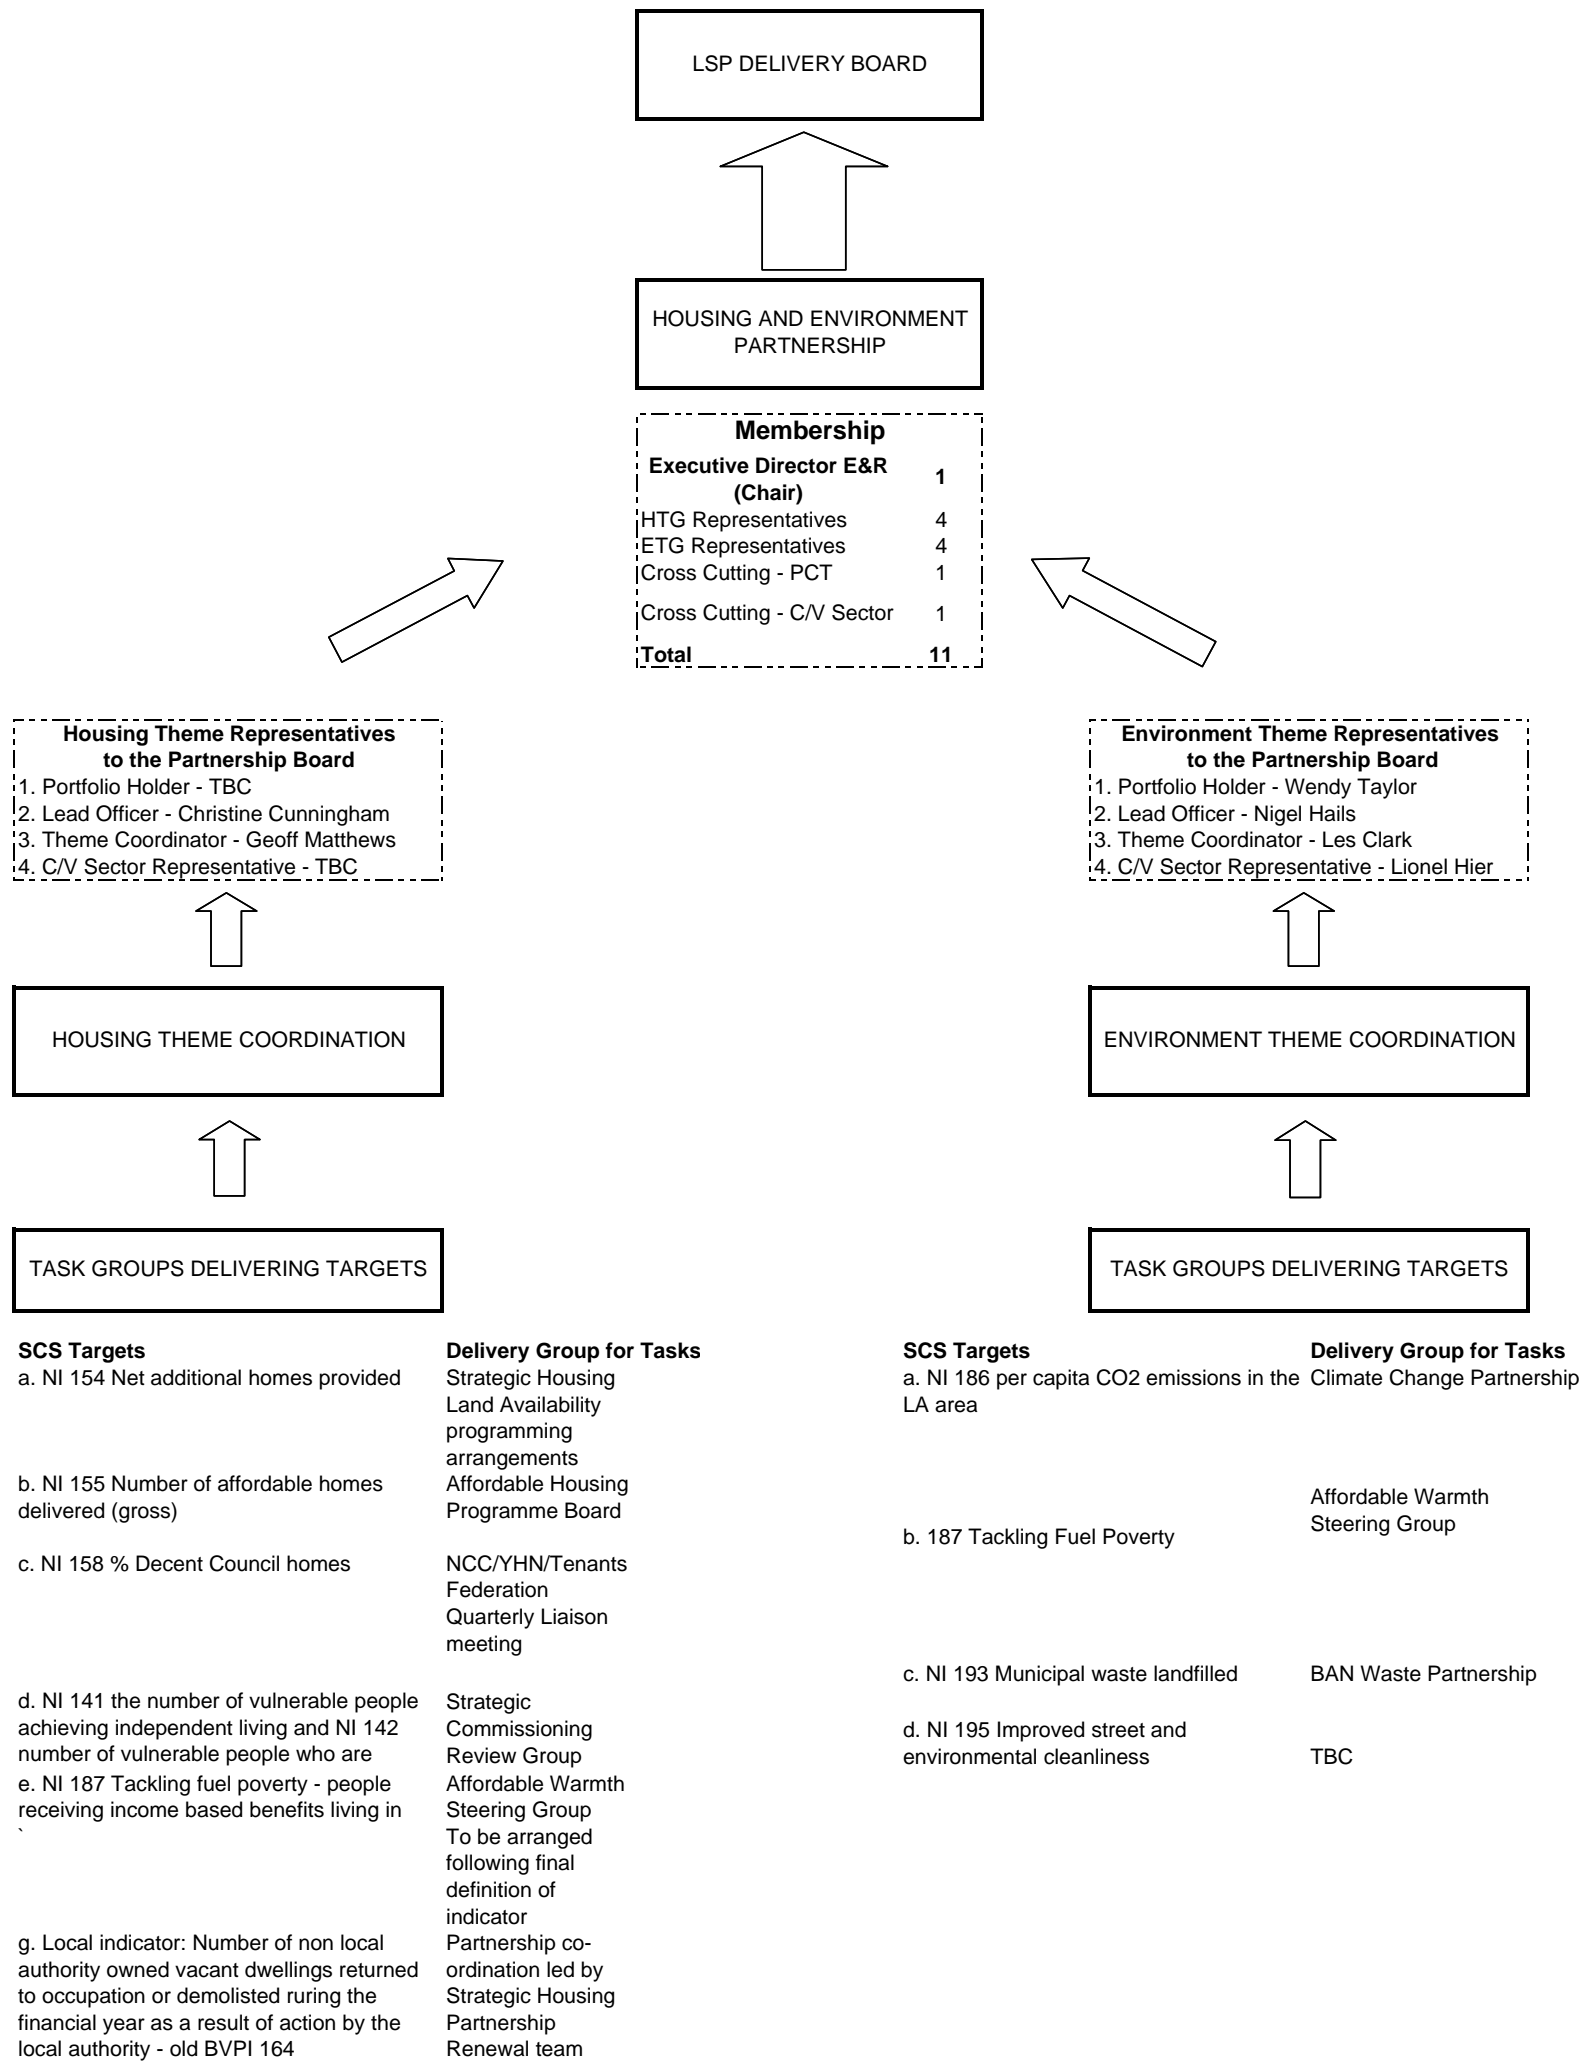 LSP DELIVERY BOARD
HOUSING AND ENVIRONMENT
PARTNERSHIP
Membership
Executive Director E&R
(Chair) 1
HTG Representatives 4
ETG Representatives 4
Cross Cutting - PCT 1
Cross Cutting - C/V Sector 1
Total 11
Housing Theme Representatives
to the Partnership Board
1. Portfolio Holder - TBC
2. Lead Officer - Christine Cunningham
3. Theme Coordinator - Geoff Matthews
4. C/V Sector Representative - TBC
Environment Theme Representatives
to the Partnership Board
1. Portfolio Holder - Wendy Taylor
2. Lead Officer - Nigel Hails
3. Theme Coordinator - Les Clark
4. C/V Sector Representative - Lionel Hier
HOUSING THEME COORDINATION
ENVIRONMENT THEME COORDINATION
TASK GROUPS DELIVERING TARGETS
TASK GROUPS DELIVERING TARGETS
SCS Targets
Delivery Group for Tasks
a. NI 154 Net additional homes provided
Strategic Housing
Land Availability
programming
arrangements
b. NI 155 Number of affordable homes
delivered (gross)
Affordable Housing
Programme Board
c. NI 158 % Decent Council homes
NCC/YHN/Tenants
Federation
Quarterly Liaison
meeting
d. NI 141 the number of vulnerable people
achieving independent living and NI 142
number of vulnerable people who are
Strategic
Commissioning
Review Group
e. NI 187 Tackling fuel poverty - people
receiving income based benefits living in
`
Affordable Warmth
Steering Group
To be arranged
following final
definition of
indicator
g. Local indicator: Number of non local
authority owned vacant dwellings returned
to occupation or demolisted ruring the
financial year as a result of action by the
local authority - old BVPI 164
Partnership co-
ordination led by
Strategic Housing
Partnership
Renewal team
SCS Targets
Delivery Group for Tasks
a. NI 186 per capita CO2 emissions in the
LA area
Climate Change Partnership
b. 187 Tackling Fuel Poverty
Affordable Warmth
Steering Group
c. NI 193 Municipal waste landfilled
BAN Waste Partnership
d. NI 195 Improved street and
environmental cleanliness
TBC